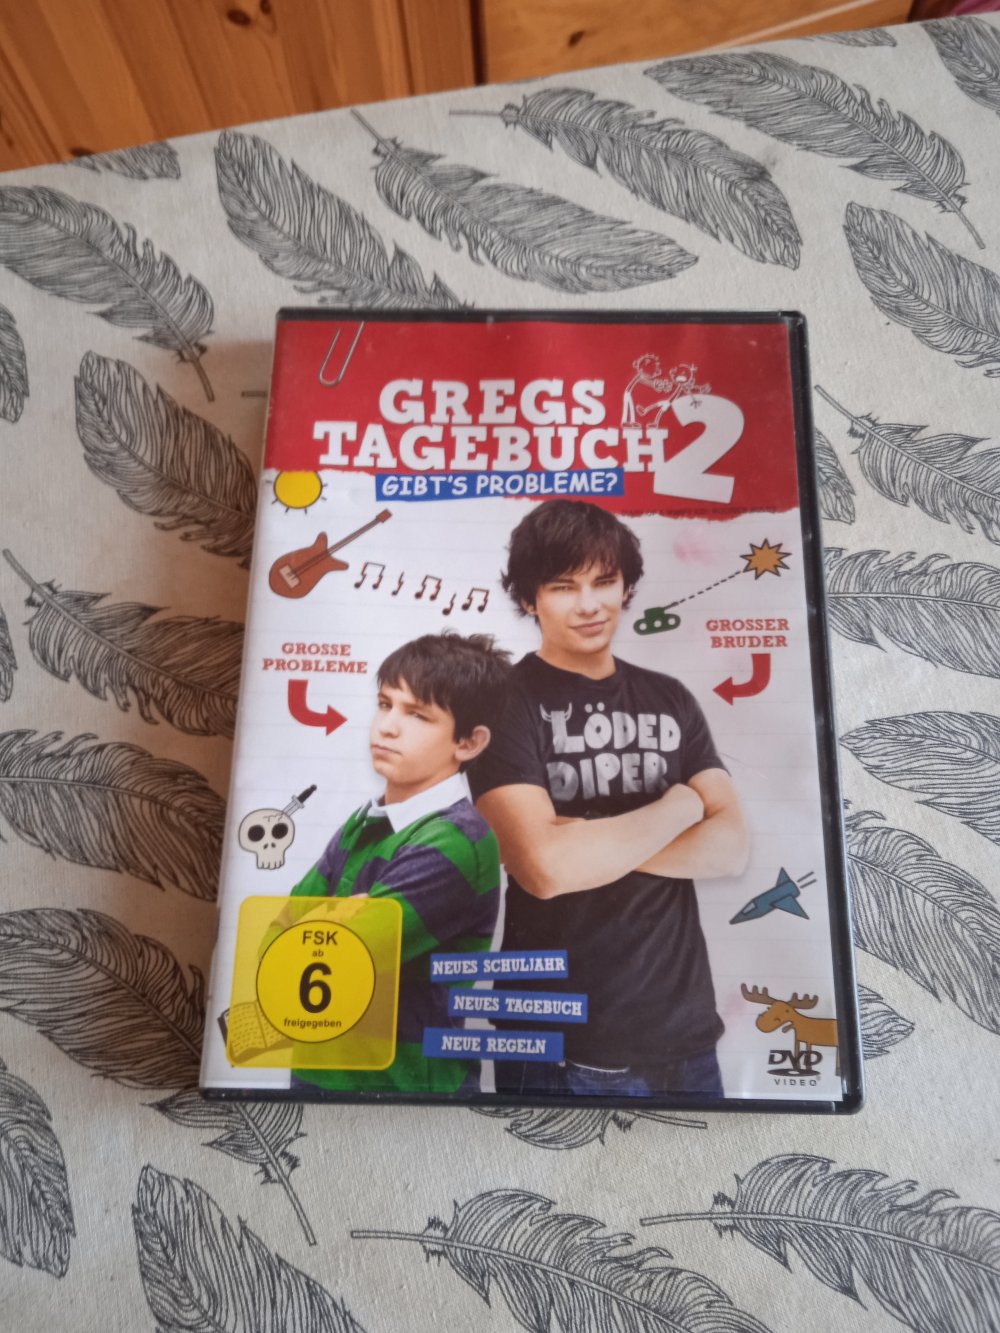 GREGS
TAGEBUCH 2
GIBT'S PROBLEME?
GROSSE
PROBLEME
GROSSER
BRUDER
LÖDED
DIPER
FSK
ab
6
freigegeben
NEUES SCHULJAHR
NEUES TAGEBUCH
NEUE REGELN
DVD
VIDEO